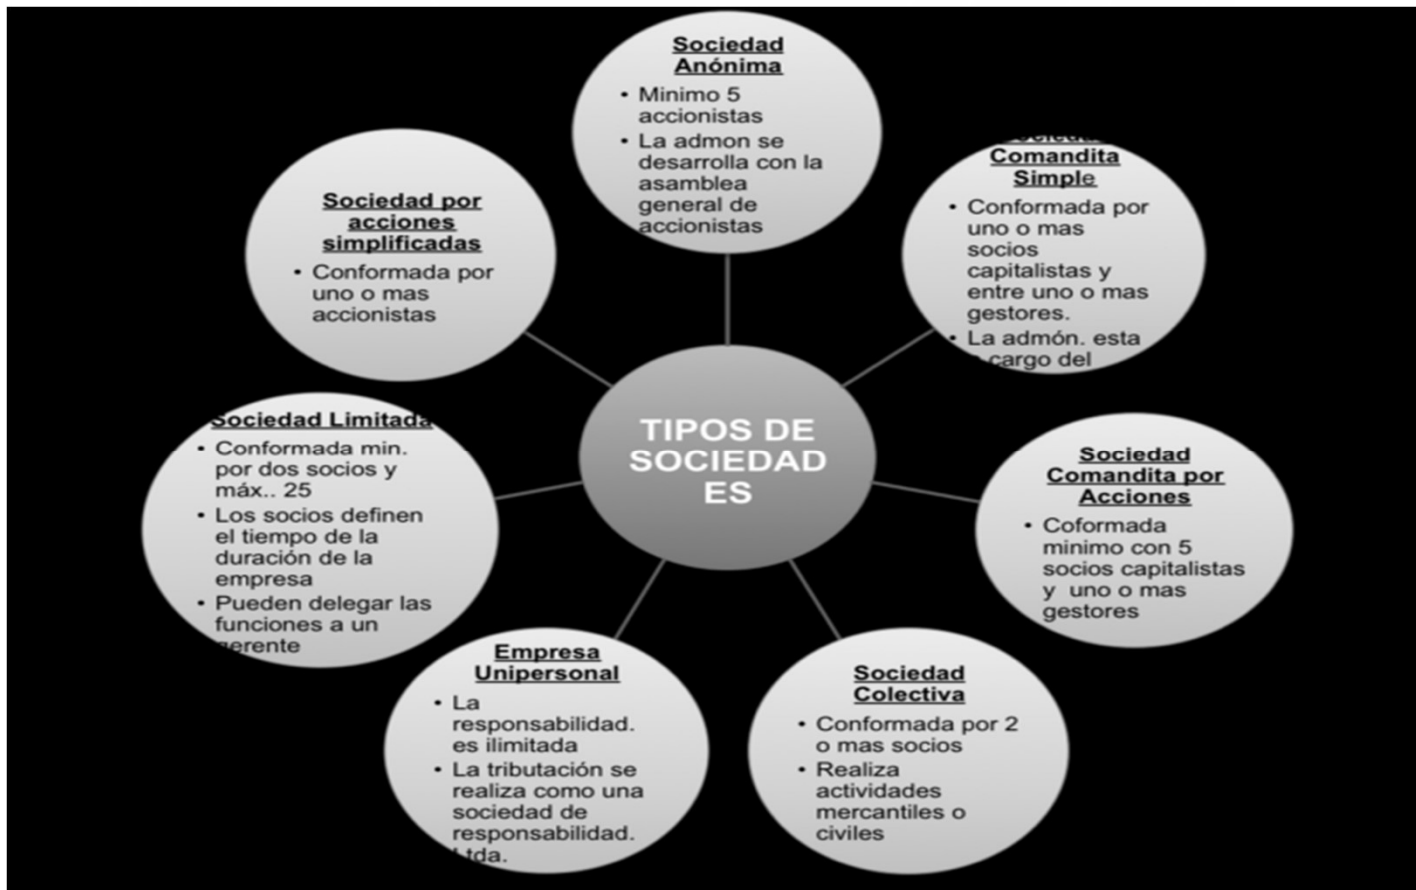 Sociedad
Anónima
• Minimo 5
accionistas
• La admon se
desarrolla con la
asamblea
general de
accionistas
Comandita
Simple
• Conformada por
uno o mas
socios
capitalistas y
entre uno o mas
gestores.
• La admón. esta
cargo del
Sociedad
Comandita por
Acciones
• Coformada
minimo con 5
socios capitalistas
y uno o mas
gestores
Sociedad
Colectiva
• Conformada por 2
o mas socios
• Realiza
actividades
mercantiles o
civiles
Empresa
Unipersonal
• La
responsabilidad.
es ilimitada
• La tributación se
realiza como una
sociedad de
responsabilidad.
Ltda.
Sociedad Limitada
• Conformada min.
por dos socios y
máx.. 25
• Los socios definen
el tiempo de la
duración de la
empresa
• Pueden delegar las
funciones a un
gerente
Sociedad por
acciones
simplificadas
• Conformada por
uno o mas
accionistas
TIPOS DE
SOCIEDAD
ES